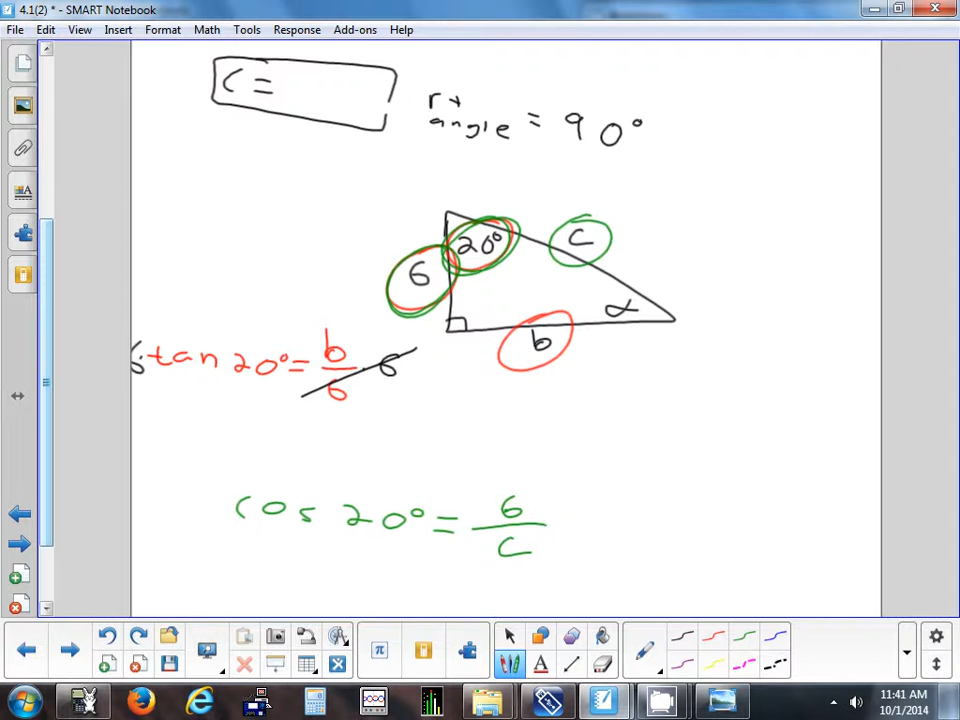 4.1(2) * - SMART Notebook
File Edit View Insert Format Math Tools Response Add-ons Help
C =
rt
angle = 90°
20°
c
6
α
b
6·tan 20° = b/6 · 6
cos 20° = 6/c
π
A
11:41 AM
10/1/2014